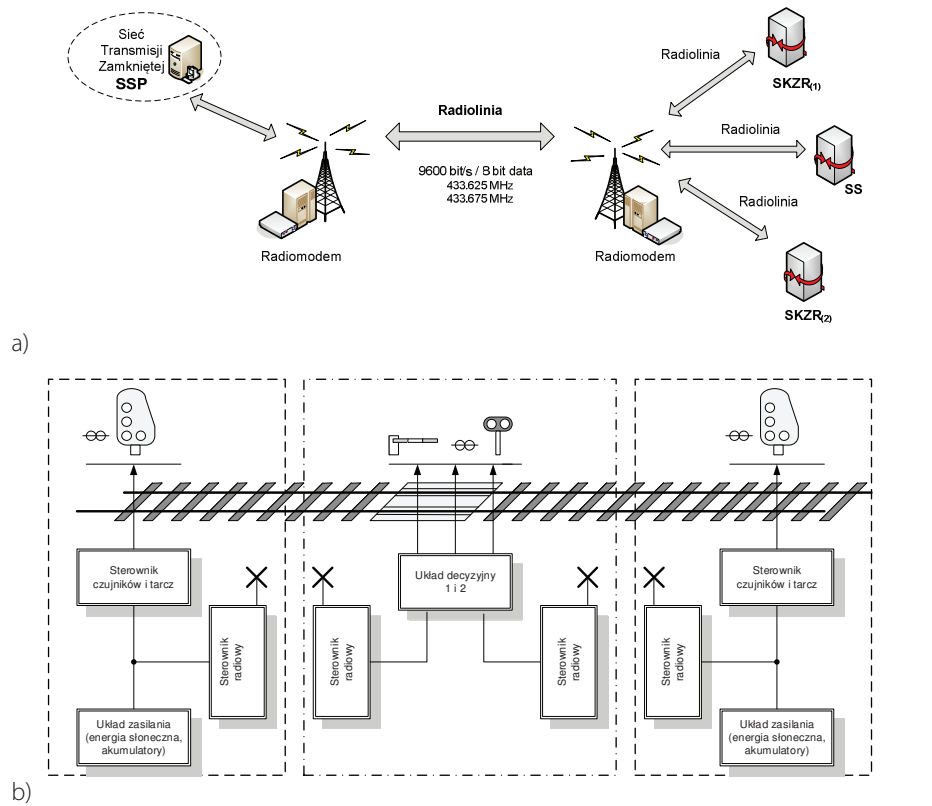 Sieć
Transmisji
Zamkniętej
SSP
Radiolinia
9600 bit/s / 8 bit data
433.625 MHz
433.675 MHz
Radiomodem
Radiomodem
Radiolinia
SKZR(1)
Radiolinia
SS
Radiolinia
SKZR(2)
a)
Sterownik
czujników i tarcz
Sterownik
radiowy
Układ zasilania
(energia słoneczna,
akumulatory)
Sterownik
radiowy
Układ decyzyjny
1 i 2
Sterownik
radiowy
Sterownik
radiowy
Sterownik
czujników i tarcz
Układ zasilania
(energia słoneczna,
akumulatory)
b)